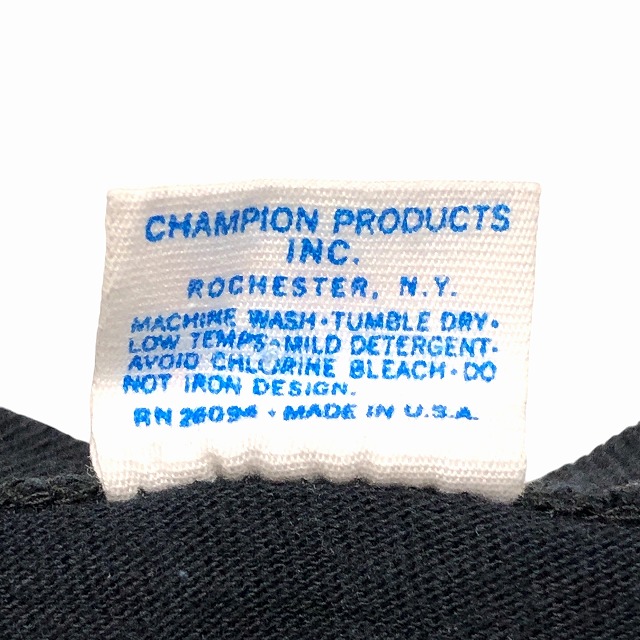 CHAMPION PRODUCTS
INC.
ROCHESTER, N.Y.
MACHINE WASH·TUMBLE DRY·
LOW TEMPS·MILD DETERGENT·
AVOID CHLORINE BLEACH·DO
NOT IRON DESIGN.
RN 26094 · MADE IN U.S.A.